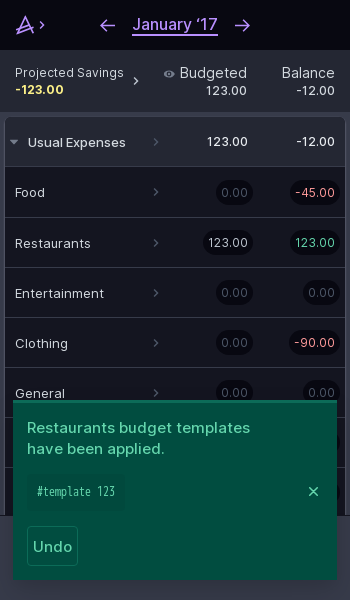 January ‘17
Projected Savings Budgeted Balance
-123.00 123.00 -12.00
Usual Expenses 123.00 -12.00
Food 0.00 -45.00
Restaurants 123.00 123.00
Entertainment 0.00 0.00
Clothing 0.00 -90.00
General 0.00 0.00
Restaurants budget templates
have been applied.
#template 123
Undo